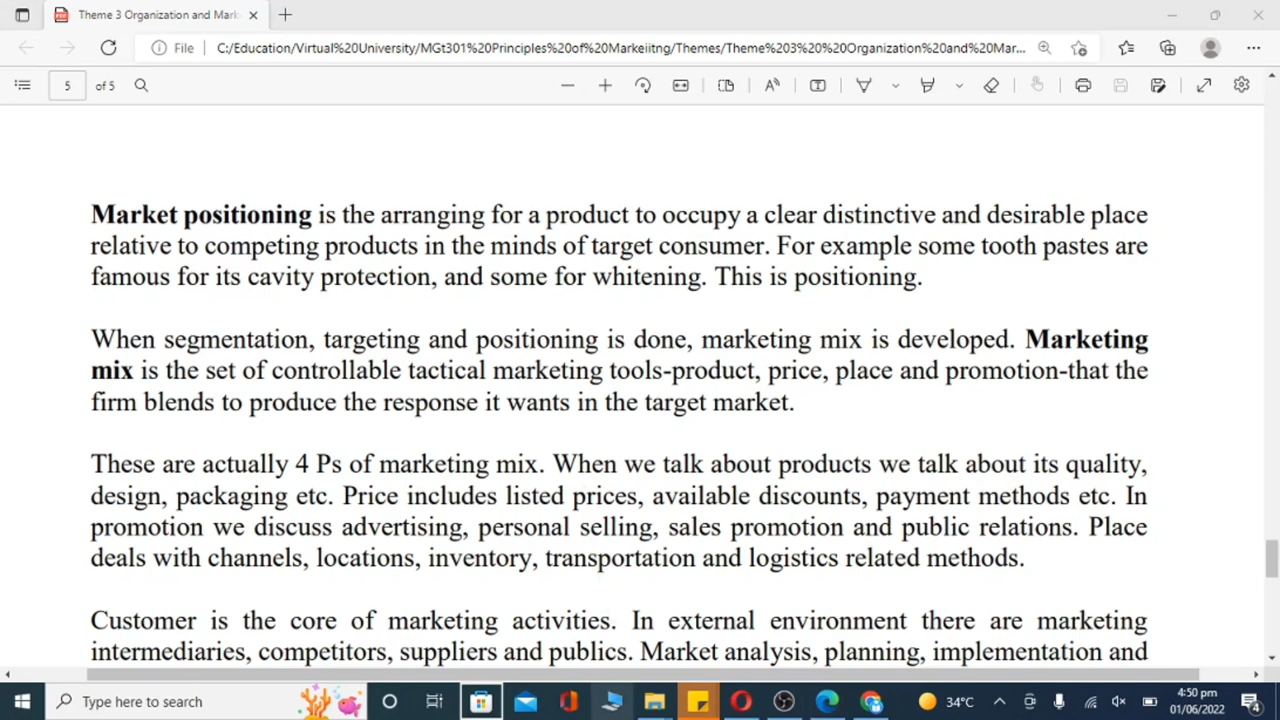 Theme 3 Organization and Mark
File
C:/Education/Virtual%20University/MGt301%20Principles%20of%20Markeiitng/Themes/Theme%203%20%20Organization%20and%20Mar...
5 of 5
Market positioning is the arranging for a product to occupy a clear distinctive and desirable place
relative to competing products in the minds of target consumer. For example some tooth pastes are
famous for its cavity protection, and some for whitening. This is positioning.
When segmentation, targeting and positioning is done, marketing mix is developed. Marketing
mix is the set of controllable tactical marketing tools-product, price, place and promotion-that the
firm blends to produce the response it wants in the target market.
These are actually 4 Ps of marketing mix. When we talk about products we talk about its quality,
design, packaging etc. Price includes listed prices, available discounts, payment methods etc. In
promotion we discuss advertising, personal selling, sales promotion and public relations. Place
deals with channels, locations, inventory, transportation and logistics related methods.
Customer is the core of marketing activities. In external environment there are marketing
intermediaries, competitors, suppliers and publics. Market analysis, planning, implementation and
Type here to search
34°C
4:50 pm
01/06/2022
4